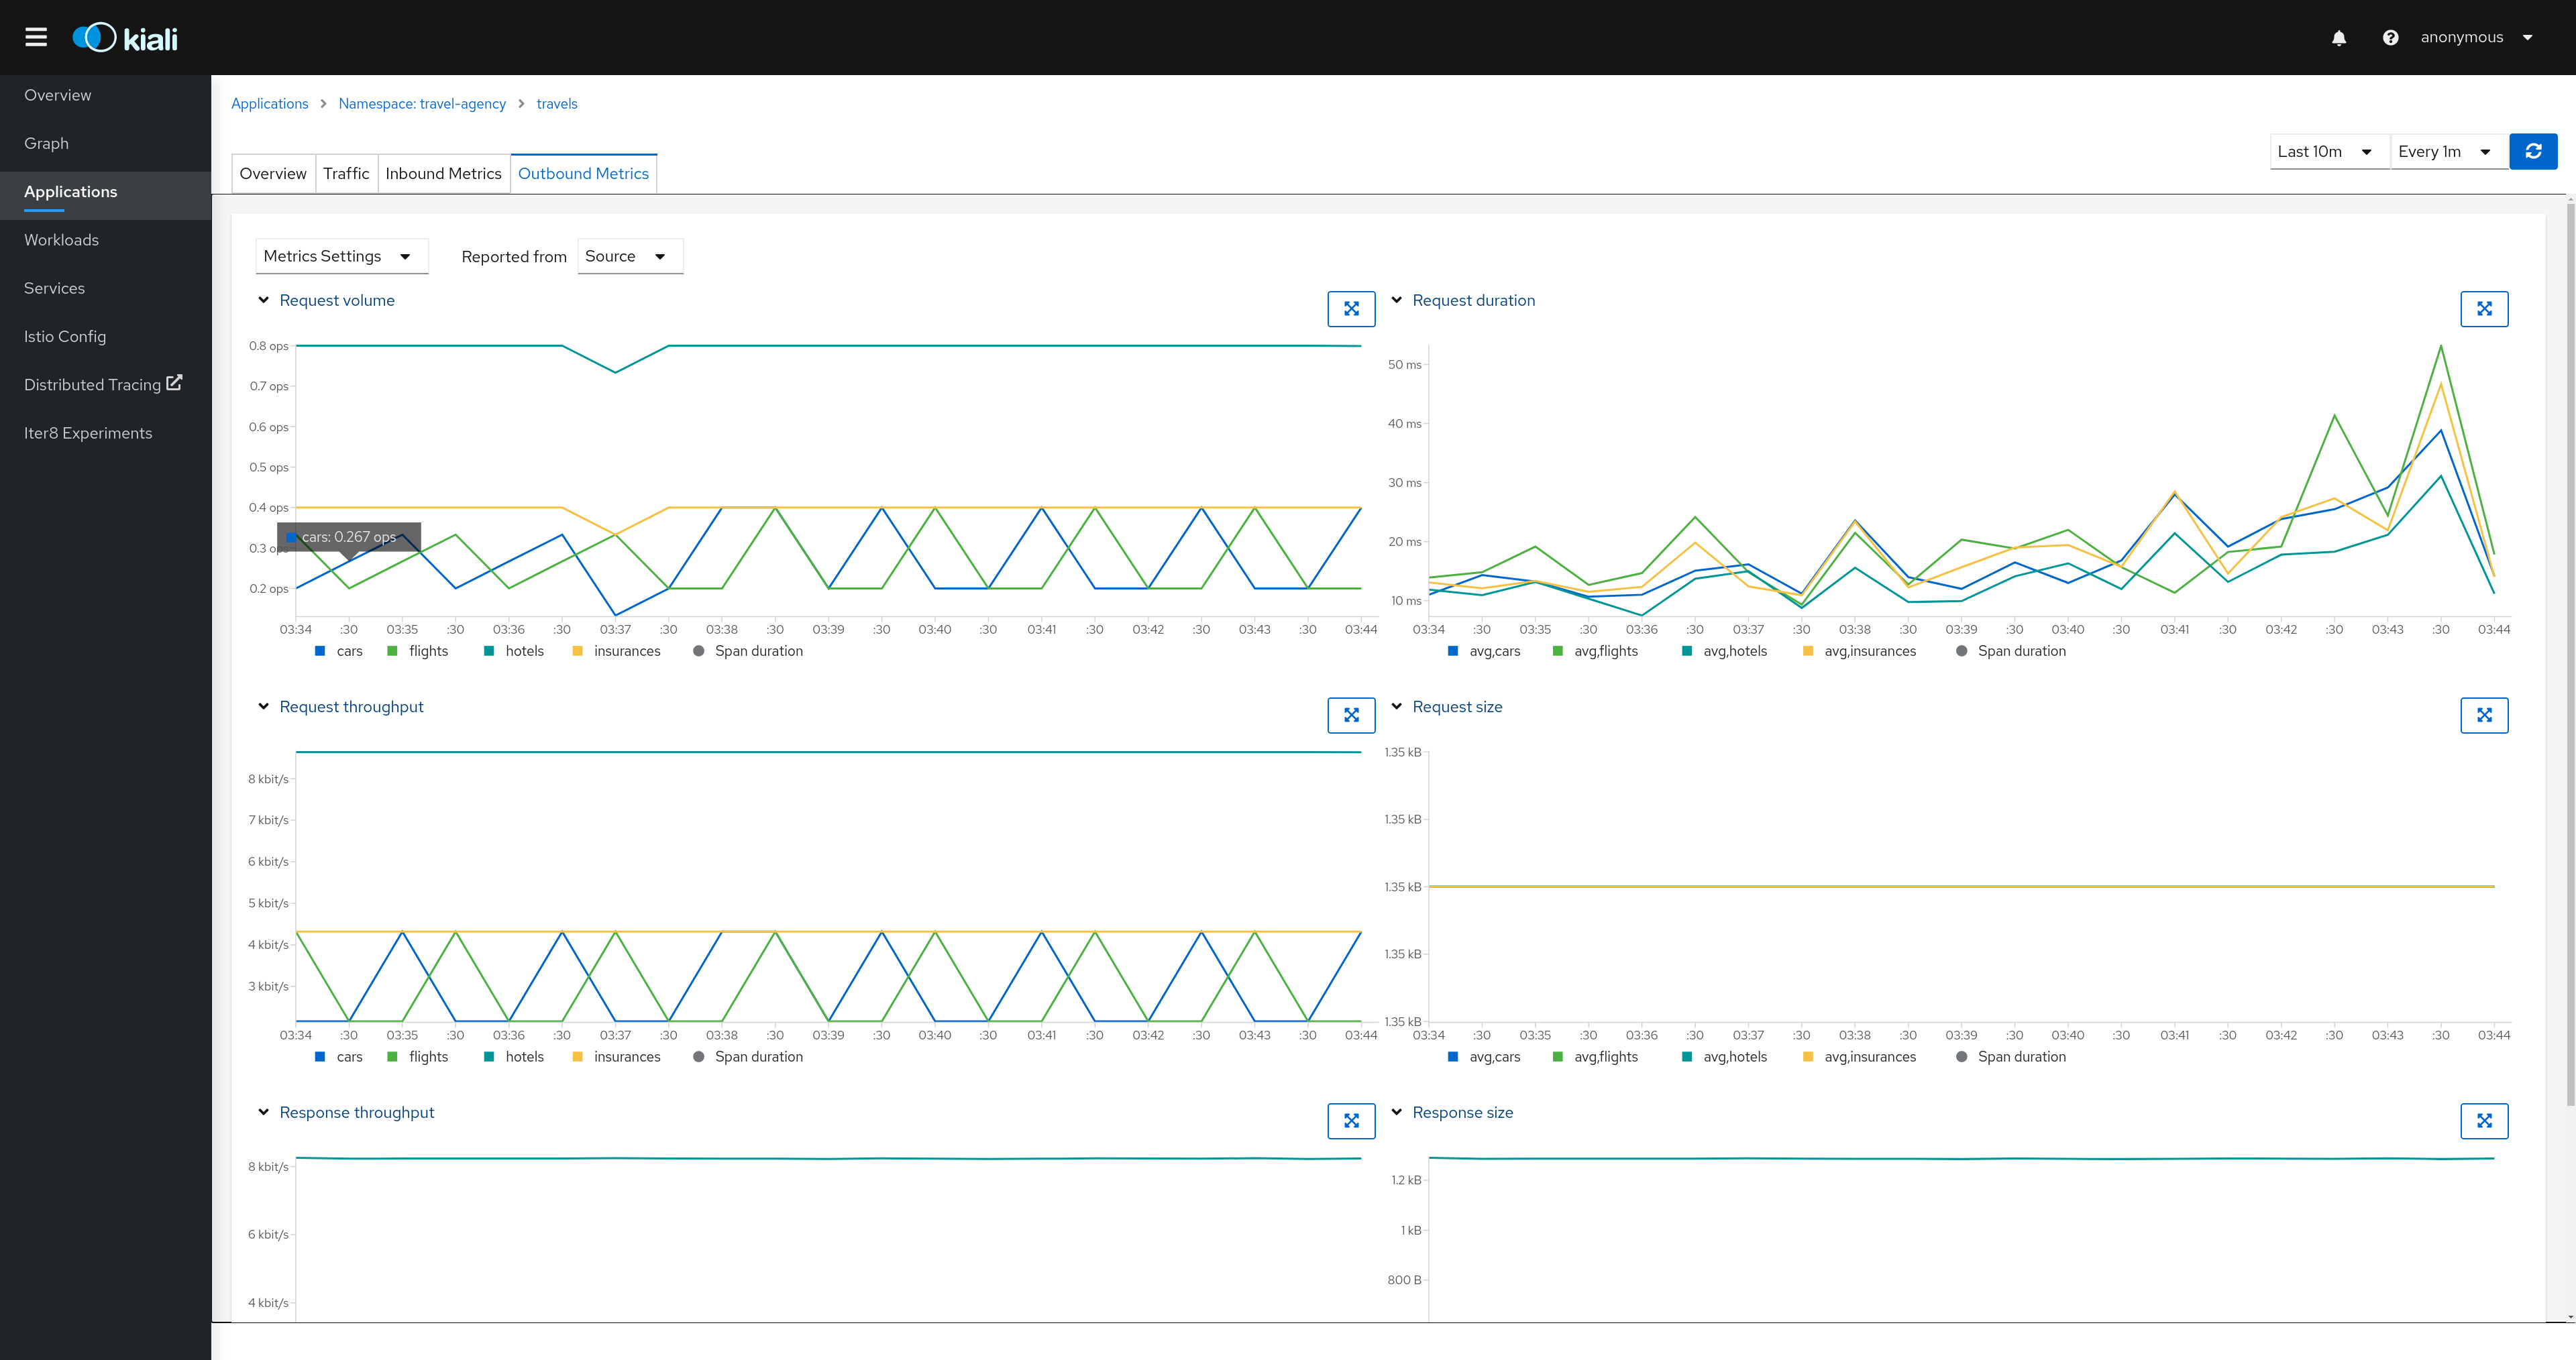 kiali
anonymous
Overview
Graph
Applications
Workloads
Services
Istio Config
Distributed Tracing
Iter8 Experiments
Applications > Namespace: travel-agency > travels
Overview Traffic Inbound Metrics Outbound Metrics
Last 10m Every 1m
Metrics Settings Reported from Source
Request volume
0.8 ops
0.7 ops
0.6 ops
0.5 ops
0.4 ops
0.3 ops
0.2 ops
cars: 0.267 ops
03:34 :30 03:35 :30 03:36 :30 03:37 :30 03:38 :30 03:39 :30 03:40 :30 03:41 :30 03:42 :30 03:43 :30 03:44
cars flights hotels insurances Span duration
Request duration
50 ms
40 ms
30 ms
20 ms
10 ms
03:34 :30 03:35 :30 03:36 :30 03:37 :30 03:38 :30 03:39 :30 03:40 :30 03:41 :30 03:42 :30 03:43 :30 03:44
avg,cars avg,flights avg,hotels avg,insurances Span duration
Request throughput
8 kbit/s
7 kbit/s
6 kbit/s
5 kbit/s
4 kbit/s
3 kbit/s
03:34 :30 03:35 :30 03:36 :30 03:37 :30 03:38 :30 03:39 :30 03:40 :30 03:41 :30 03:42 :30 03:43 :30 03:44
cars flights hotels insurances Span duration
Request size
1.35 kB
1.35 kB
1.35 kB
1.35 kB
1.35 kB
03:34 :30 03:35 :30 03:36 :30 03:37 :30 03:38 :30 03:39 :30 03:40 :30 03:41 :30 03:42 :30 03:43 :30 03:44
avg,cars avg,flights avg,hotels avg,insurances Span duration
Response throughput
8 kbit/s
6 kbit/s
4 kbit/s
Response size
1.2 kB
1 kB
800 B